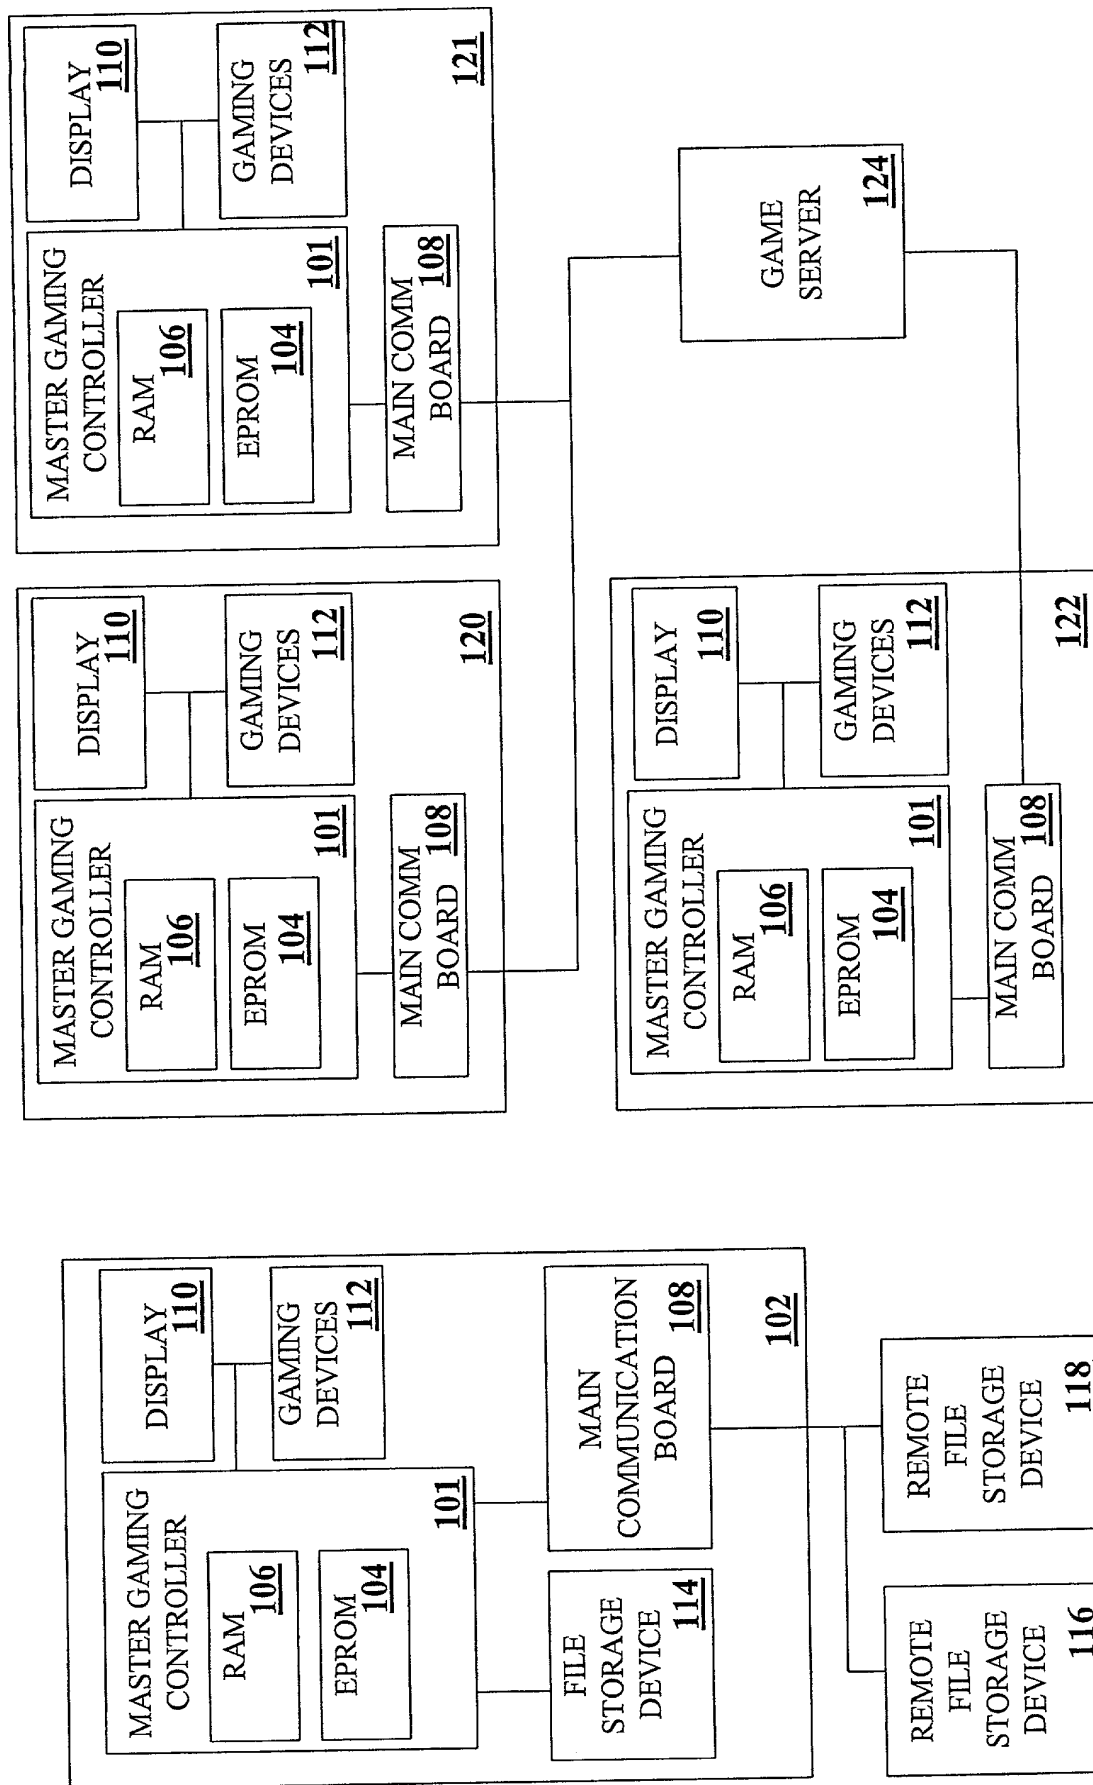 MASTER GAMING
CONTROLLER
RAM
106
EPROM
104
101
DISPLAY
110
GAMING
DEVICES
112
FILE
STORAGE
DEVICE
114
MAIN
COMMUNICATION
BOARD
108
102
REMOTE
FILE
STORAGE
DEVICE
116
REMOTE
FILE
STORAGE
DEVICE
118
MASTER GAMING
CONTROLLER
RAM
106
EPROM
104
101
DISPLAY
110
GAMING
DEVICES
112
MAIN COMM
BOARD
108
120
MASTER GAMING
CONTROLLER
RAM
106
EPROM
104
101
DISPLAY
110
GAMING
DEVICES
112
MAIN COMM
BOARD
108
121
MASTER GAMING
CONTROLLER
RAM
106
EPROM
104
101
DISPLAY
110
GAMING
DEVICES
112
MAIN COMM
BOARD
108
122
GAME
SERVER
124